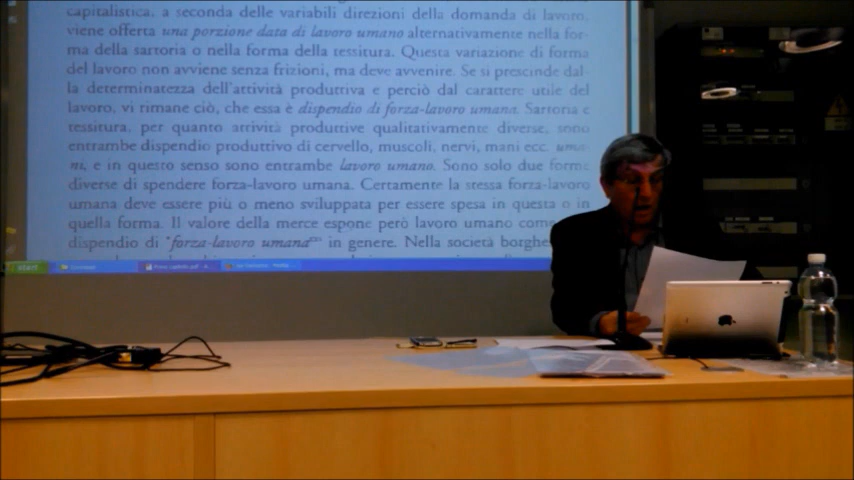 capitalistica, a seconda delle variabili direzioni della domanda di lavoro,
viene offerta una porzione data di lavoro umano alternativamente nella for-
ma della sartoria o nella forma della tessitura. Questa variazione di forma
del lavoro non avviene senza frizioni, ma deve avvenire. Se si prescinde dal-
la determinatezza dell'attività produttiva e perciò dal carattere utile del
lavoro, vi rimane ciò, che essa è dispendio di forza-lavoro umana. Sartoria e
tessitura, per quanto attività produttive qualitativamente diverse, sono
entrambe dispendio produttivo di cervello, muscoli, nervi, mani ecc. uma-
ni, e in questo senso sono entrambe lavoro umano. Sono solo due forme
diverse di spendere forza-lavoro umana. Certamente la stessa forza-lavoro
umana deve essere più o meno sviluppata per essere spesa in questa o in
quella forma. Il valore della merce espone però lavoro umano
dispendio di "forza-lavoro umana" in genere. Nella società borghe
start